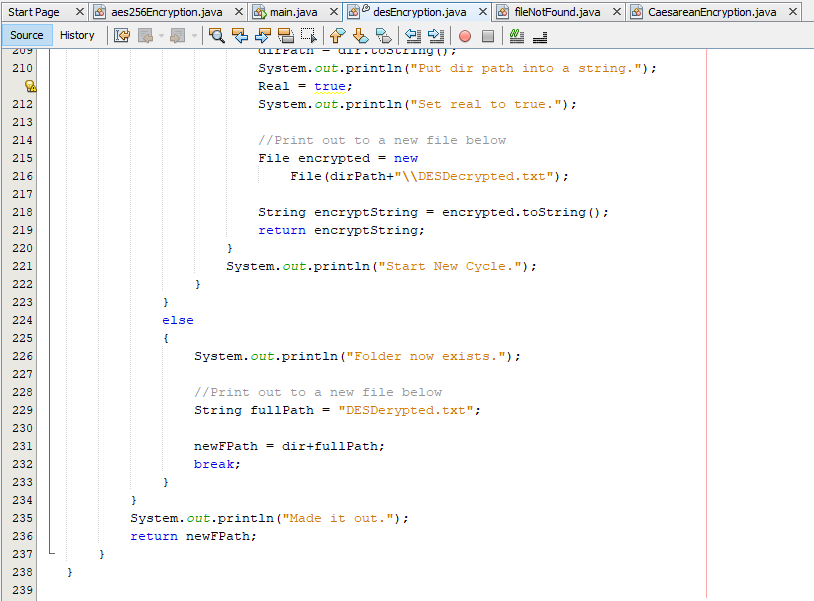 Start Page aes256Encryption.java main.java desEncryption.java fileNotFound.java CaesareanEncryption.java
Source History
209 dirPath = dir.toString();
210 System.out.println("Put dir path into a string.");
Real = true;
212 System.out.println("Set real to true.");
213
214 //Print out to a new file below
215 File encrypted = new
216 File(dirPath+"\\DESDecrypted.txt");
217
218 String encryptString = encrypted.toString();
219 return encryptString;
220 }
221 System.out.println("Start New Cycle.");
222 }
223 }
224 else
225 {
226 System.out.println("Folder now exists.");
227
228 //Print out to a new file below
229 String fullPath = "DESDerypted.txt";
230
231 newFPath = dir+fullPath;
232 break;
233 }
234 }
235 System.out.println("Made it out.");
236 return newFPath;
237 }
238 }
239